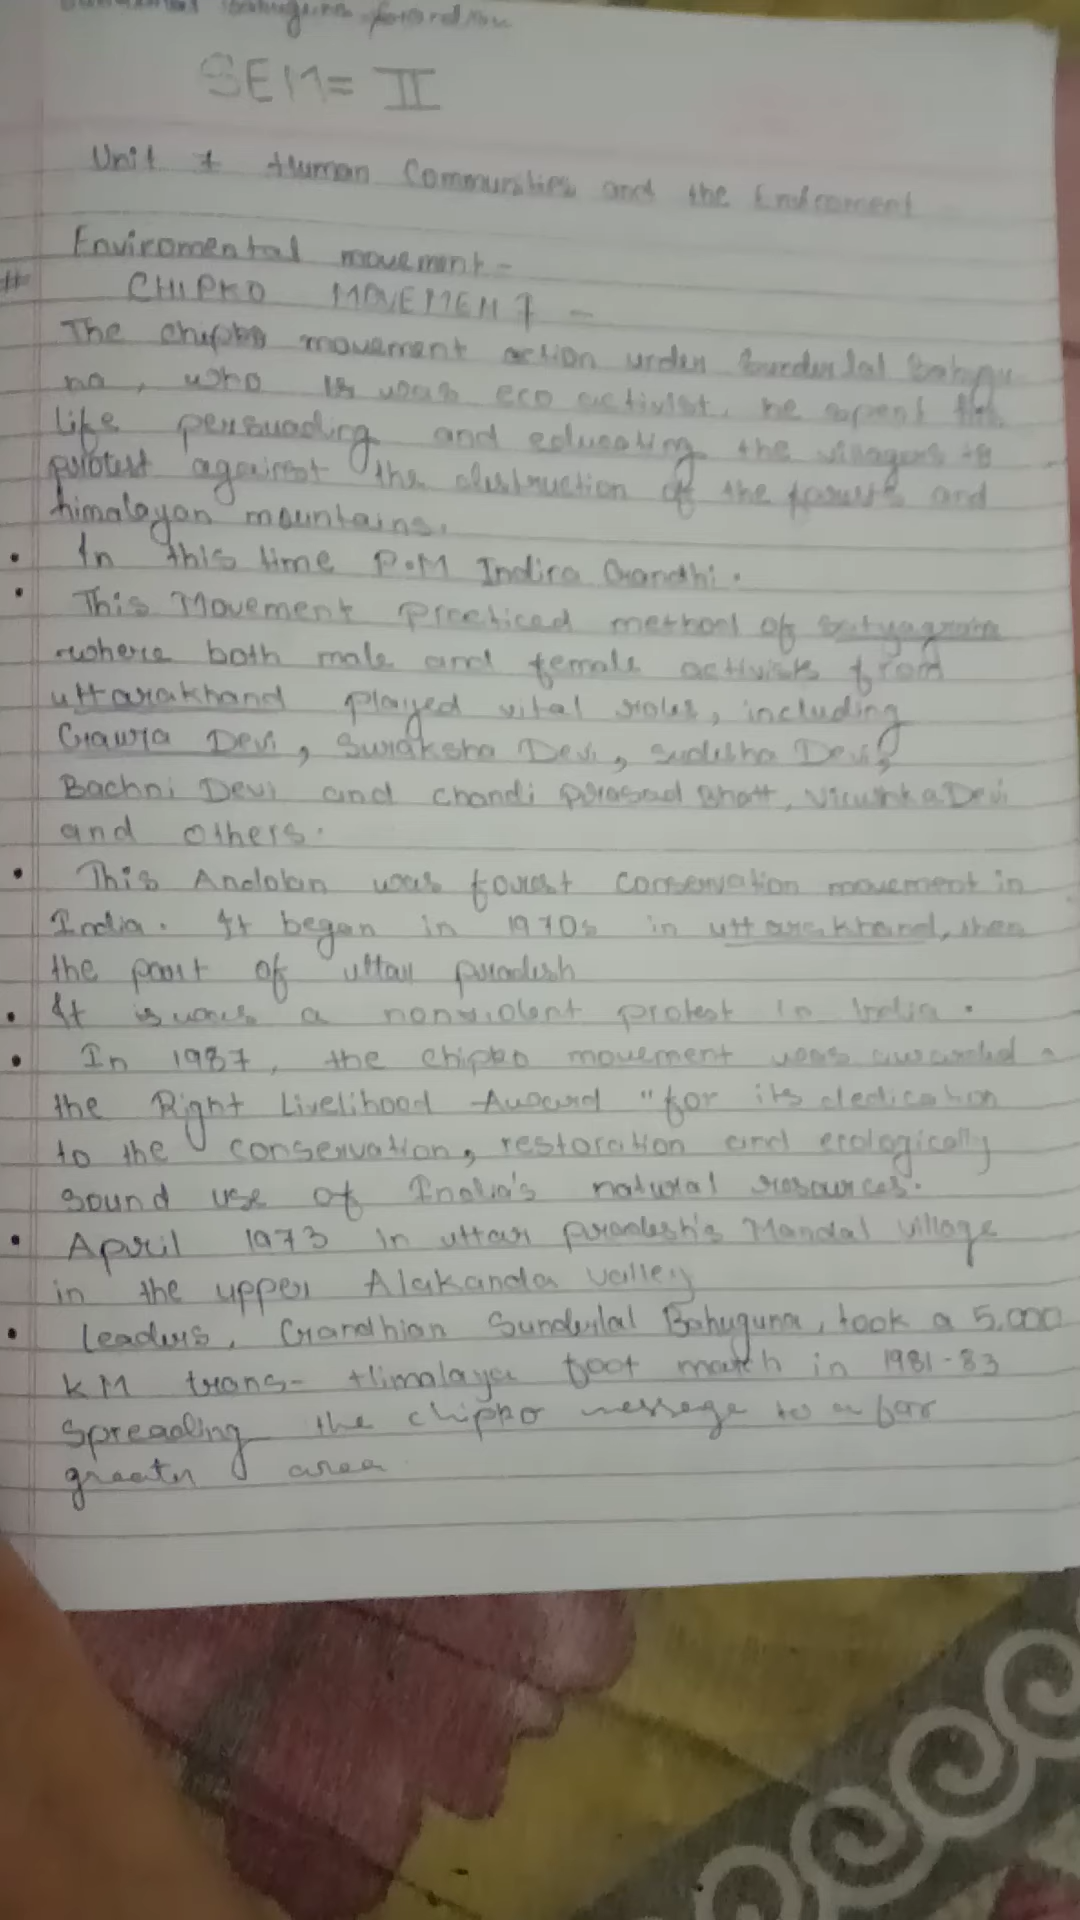 SEM = II
Unit 7 Human Communities and the Enviroment
Enviromental movement -
CHIPKO MOVEMENT -
The chipko movement action under Sunderlal Bahugu
na, who is was eco activist. he spent his
life persuading and educating the villagers to
protest against the destruction of the forests and
himalayan mountains.
• In this time P.M Indira Gandhi.
• This Movement practiced method of satyagrah
where both male and female activists from
uttarakhand played vital roles, including
Gaura Devi, Suraksha Devi, Sudesha Devi,
Bachni Devi and Chandi Prasad Bhatt, Virushka Devi
and others.
• This Andolan was forest conservation movement in
India. It began in 1970s in uttarakhand, then
the part of uttar pradesh
• It is was a nonviolent protest in India.
• In 1987, the chipko movement was awarded
the Right Livelihood Award "for its dedication
to the conservation, restoration and ecologically
sound use of India's natural resources.
• April 1973 in uttar pradesh's Mandal village
in the upper Alakanda valley
• leaders, Gandhian Sunderlal Bahuguna, took a 5,000
KM trans- Himalaya foot march in 1981-83
Spreading the chipko message to a far
greater area